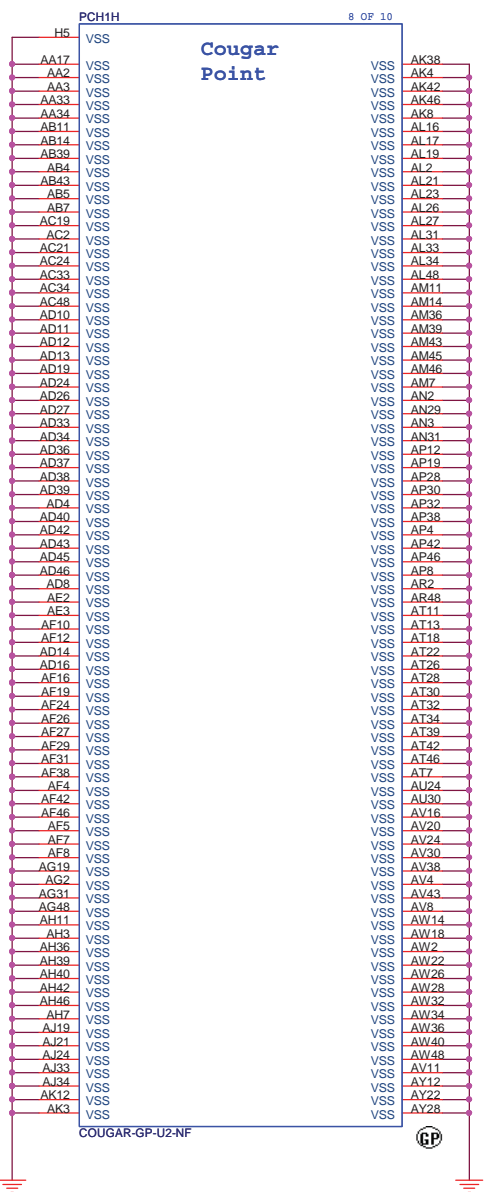 PCH1H 8 OF 10
Cougar
Point
H5 VSS
AA17 VSS VSS AK38
AA2 VSS VSS AK4
AA3 VSS VSS AK42
AA33 VSS VSS AK46
AA34 VSS VSS AK8
AB11 VSS VSS AL16
AB14 VSS VSS AL17
AB39 VSS VSS AL19
AB4 VSS VSS AL2
AB43 VSS VSS AL21
AB5 VSS VSS AL23
AB7 VSS VSS AL26
AC19 VSS VSS AL27
AC2 VSS VSS AL31
AC21 VSS VSS AL33
AC24 VSS VSS AL34
AC33 VSS VSS AL48
AC34 VSS VSS AM11
AC48 VSS VSS AM14
AD10 VSS VSS AM36
AD11 VSS VSS AM39
AD12 VSS VSS AM43
AD13 VSS VSS AM45
AD19 VSS VSS AM46
AD24 VSS VSS AM7
AD26 VSS VSS AN2
AD27 VSS VSS AN29
AD33 VSS VSS AN3
AD34 VSS VSS AN31
AD36 VSS VSS AP12
AD37 VSS VSS AP19
AD38 VSS VSS AP28
AD39 VSS VSS AP30
AD4 VSS VSS AP32
AD40 VSS VSS AP38
AD42 VSS VSS AP4
AD43 VSS VSS AP42
AD45 VSS VSS AP46
AD46 VSS VSS AP8
AD8 VSS VSS AR2
AE2 VSS VSS AR48
AE3 VSS VSS AT11
AF10 VSS VSS AT13
AF12 VSS VSS AT18
AD14 VSS VSS AT22
AD16 VSS VSS AT26
AF16 VSS VSS AT28
AF19 VSS VSS AT30
AF24 VSS VSS AT32
AF26 VSS VSS AT34
AF27 VSS VSS AT39
AF29 VSS VSS AT42
AF31 VSS VSS AT46
AF38 VSS VSS AT7
AF4 VSS VSS AU24
AF42 VSS VSS AU30
AF46 VSS VSS AV16
AF5 VSS VSS AV20
AF7 VSS VSS AV24
AF8 VSS VSS AV30
AG19 VSS VSS AV38
AG2 VSS VSS AV4
AG31 VSS VSS AV43
AG48 VSS VSS AV8
AH11 VSS VSS AW14
AH3 VSS VSS AW18
AH36 VSS VSS AW2
AH39 VSS VSS AW22
AH40 VSS VSS AW26
AH42 VSS VSS AW28
AH46 VSS VSS AW32
AH7 VSS VSS AW34
AJ19 VSS VSS AW36
AJ21 VSS VSS AW40
AJ24 VSS VSS AW48
AJ33 VSS VSS AV11
AJ34 VSS VSS AY12
AK12 VSS VSS AY22
AK3 VSS VSS AY28
COUGAR-GP-U2-NF GP